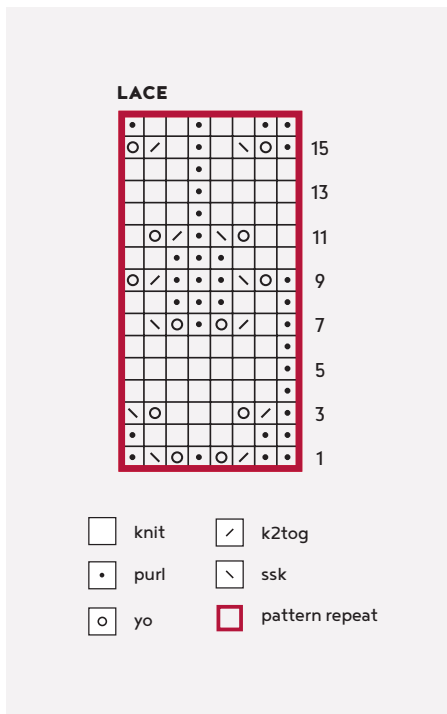 LACE
15
13
11
9
7
5
3
1
knit
k2tog
purl
ssk
yo
pattern repeat